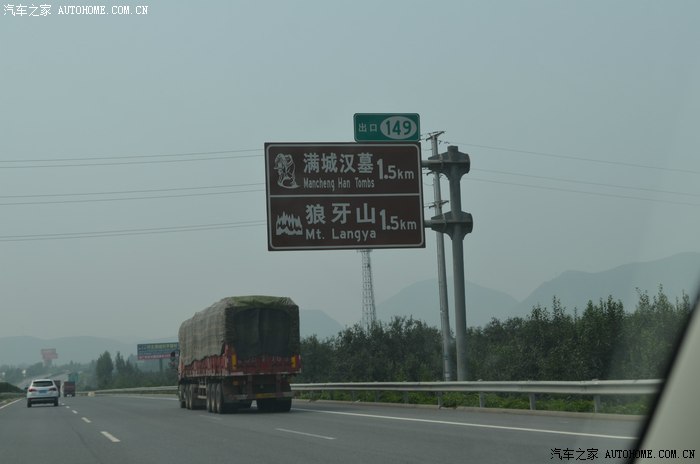 汽车之家 AUTOHOME.COM.CN
出口 149
满城汉墓 1.5km
Mancheng Han Tombs
狼牙山 1.5km
Mt. Langya
汽车之家 AUTOHOME.COM.CN